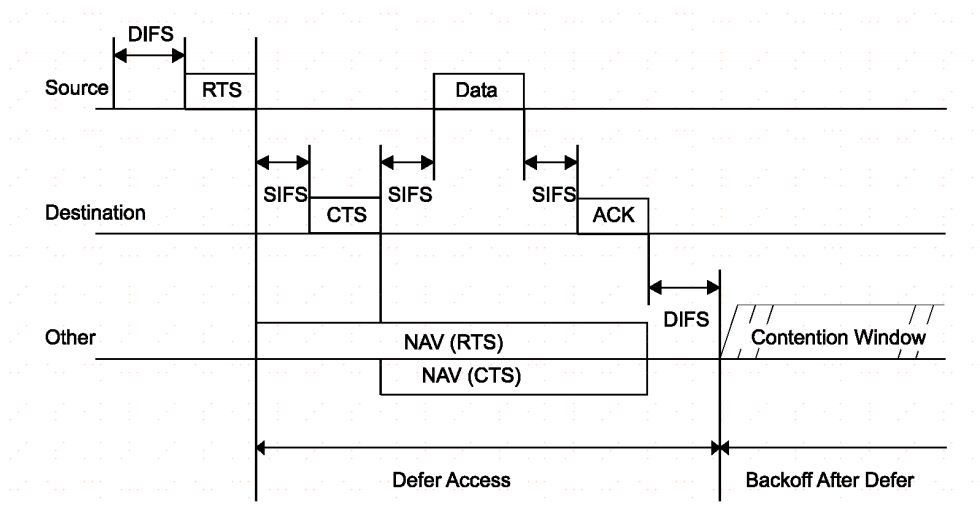 DIFS
Source
RTS
Data
SIFS
SIFS
SIFS
Destination
CTS
ACK
DIFS
Other
NAV (RTS)
Contention Window
NAV (CTS)
Defer Access
Backoff After Defer